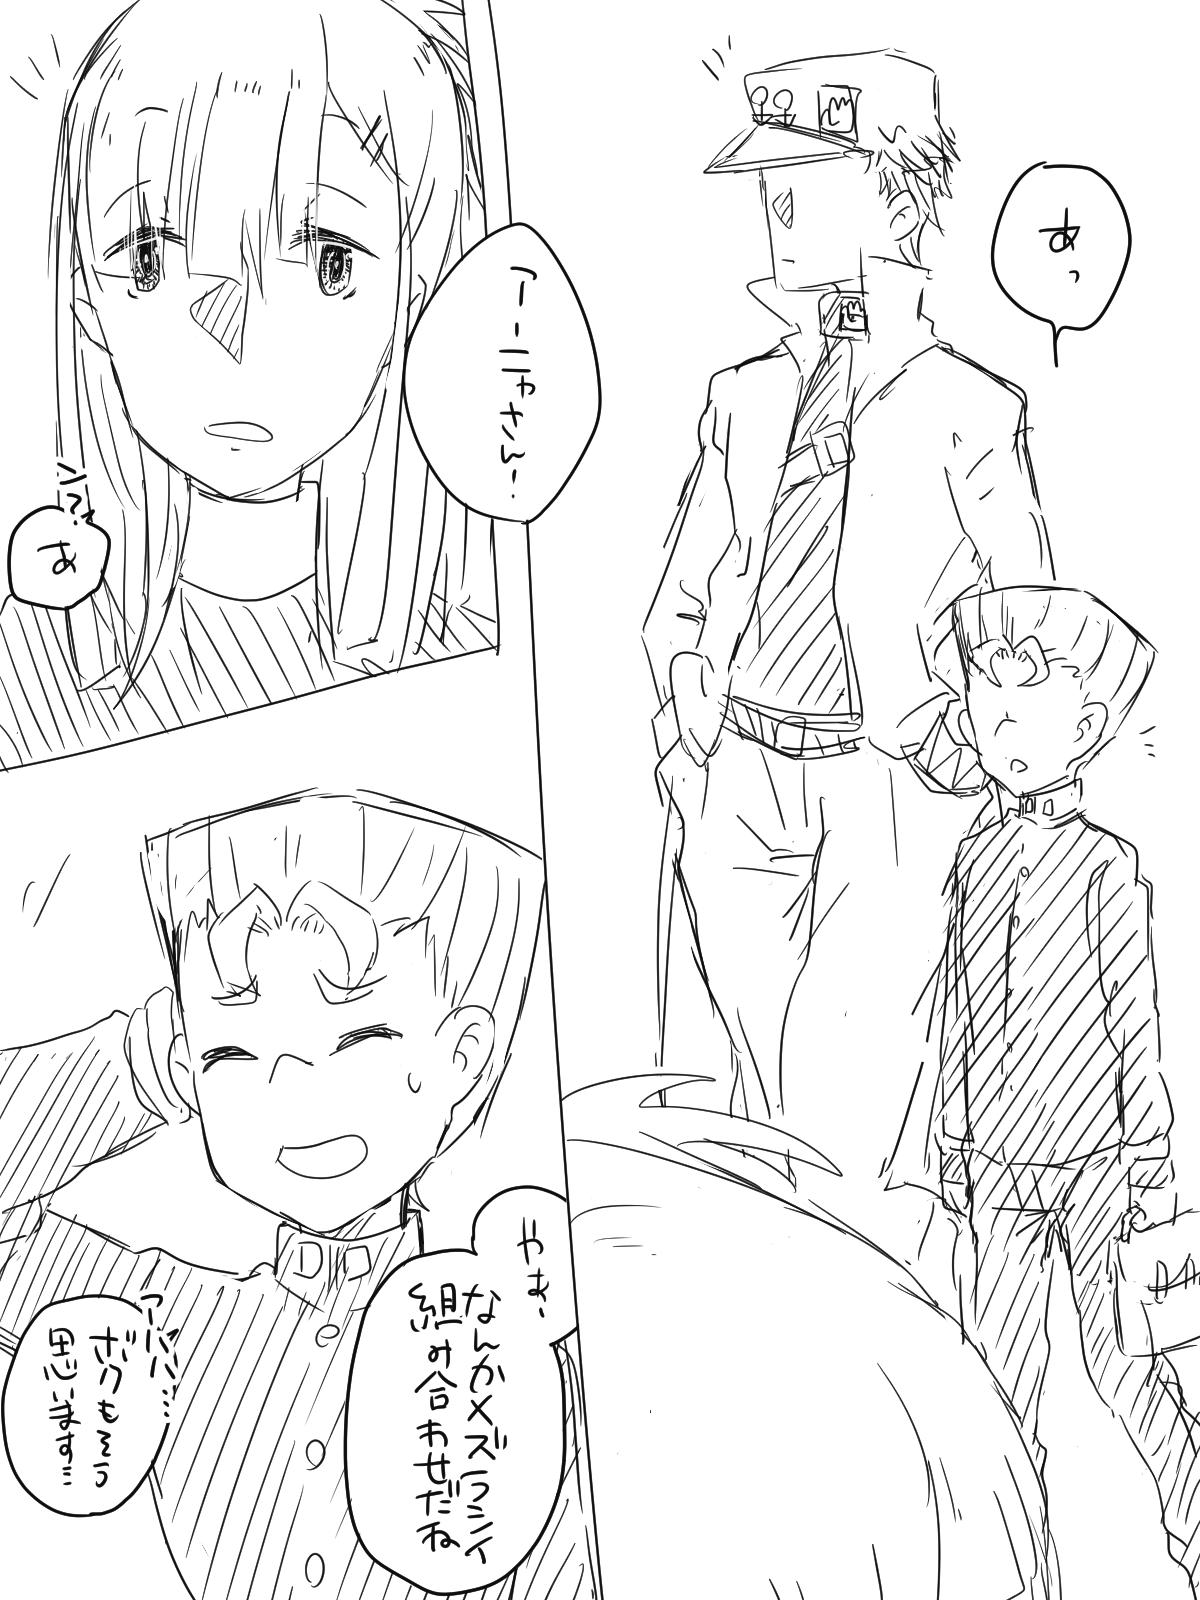 あっ
アーニャさん!
ン?
あ
やぁー
なんかメズラシイ
組み合わせだね
アハハ…
ボクもそう
思います…